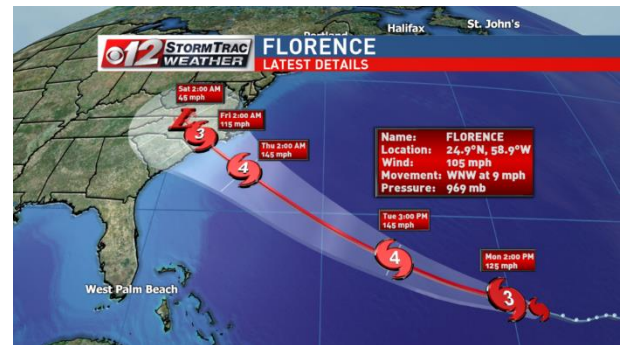 Halifax
St. John's
12 STORMTRAC WEATHER
FLORENCE
LATEST DETAILS
Sat 2:00 AM
45 mph
Fri 2:00 AM
115 mph
3
Thu 2:00 AM
145 mph
4
Name: FLORENCE
Location: 24.9°N, 58.9°W
Wind: 105 mph
Movement: WNW at 9 mph
Pressure: 969 mb
Tue 3:00 PM
145 mph
4
Mon 2:00 PM
125 mph
3
West Palm Beach